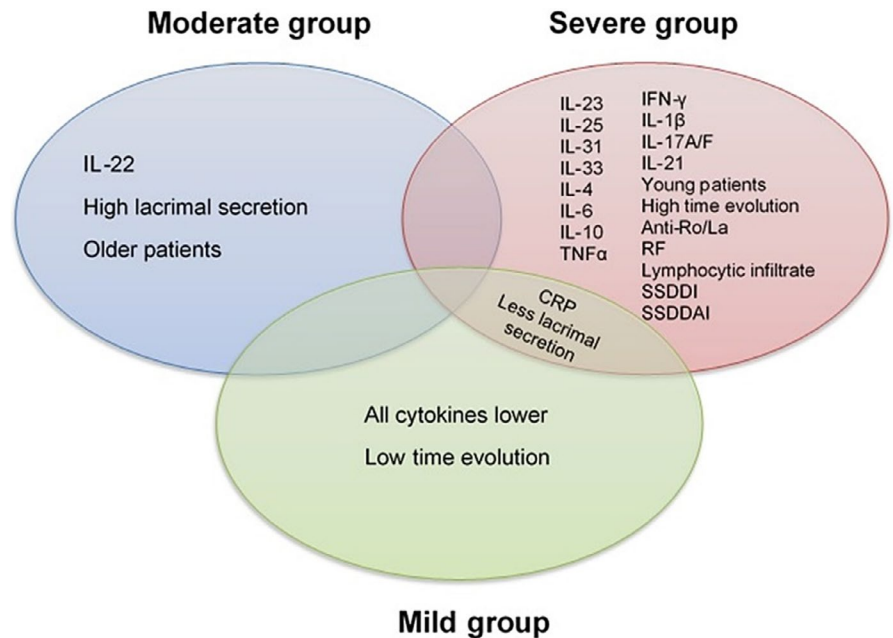 Moderate group
Severe group
IL-22
High lacrimal secretion
Older patients
IL-23
IL-25
IL-31
IL-33
IL-4
IL-6
IL-10
TNFα
IFN-γ
IL-1β
IL-17A/F
IL-21
Young patients
High time evolution
Anti-Ro/La
RF
Lymphocytic infiltrate
SSDDI
SSDDAI
CRP
Less lacrimal
secretion
All cytokines lower
Low time evolution
Mild group